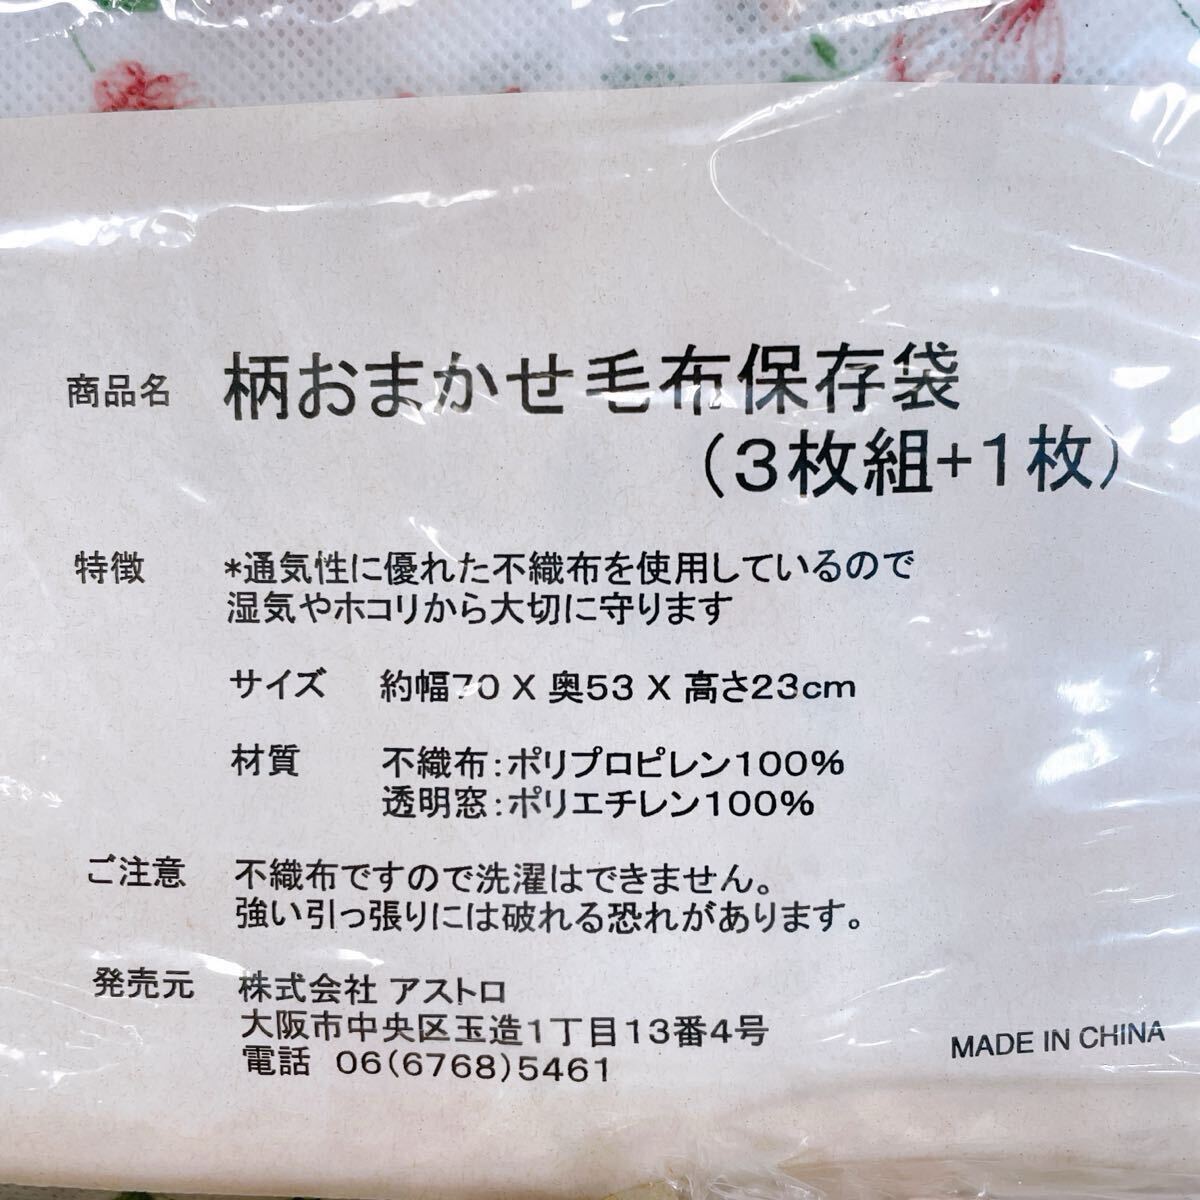 商品名 柄おまかせ毛布保存袋
(3枚組+1枚)
特徴 *通気性に優れた不織布を使用しているので
湿気やホコリから大切に守ります
サイズ 約幅70 X 奥53 X 高さ23cm
材質 不織布:ポリプロピレン100%
透明窓:ポリエチレン100%
ご注意 不織布ですので洗濯はできません。
強い引っ張りには破れる恐れがあります。
発売元 株式会社 アストロ
大阪市中央区玉造1丁目13番4号
電話 06(6768)5461
MADE IN CHINA